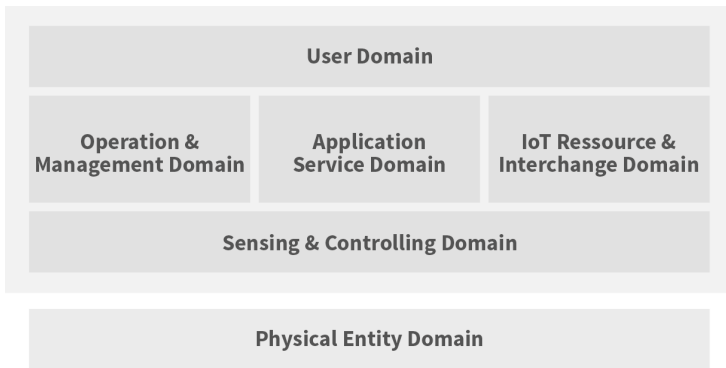 User Domain
Operation &
Management Domain
Application
Service Domain
IoT Ressource &
Interchange Domain
Sensing & Controlling Domain
Physical Entity Domain